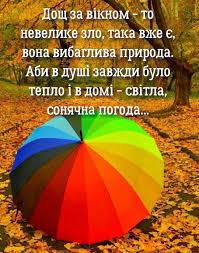 Дощ за вікном - то
невелике зло, така вже є,
вона вибаглива природа.
Аби в душі завжди було
тепло і в домі - світла,
сонячна погода...